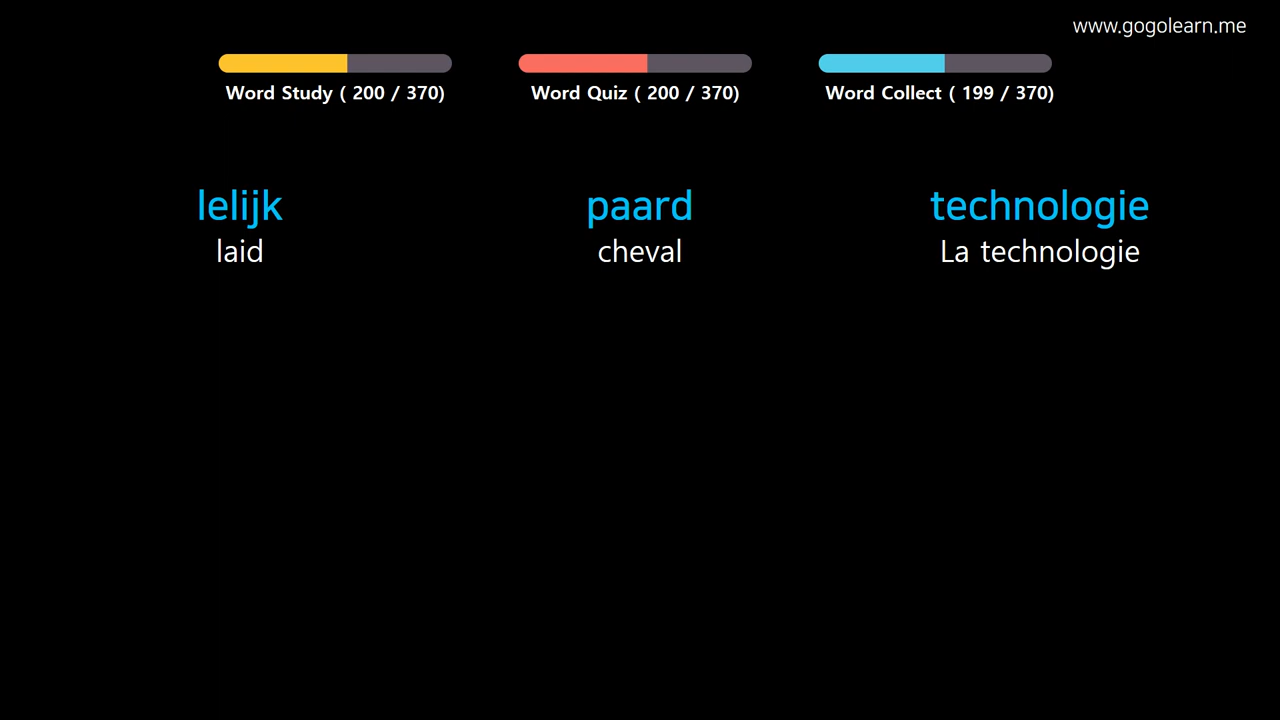 www.gogolearn.me
Word Study ( 200 / 370)
Word Quiz ( 200 / 370)
Word Collect ( 199 / 370)
lelijk
laid
paard
cheval
technologie
La technologie